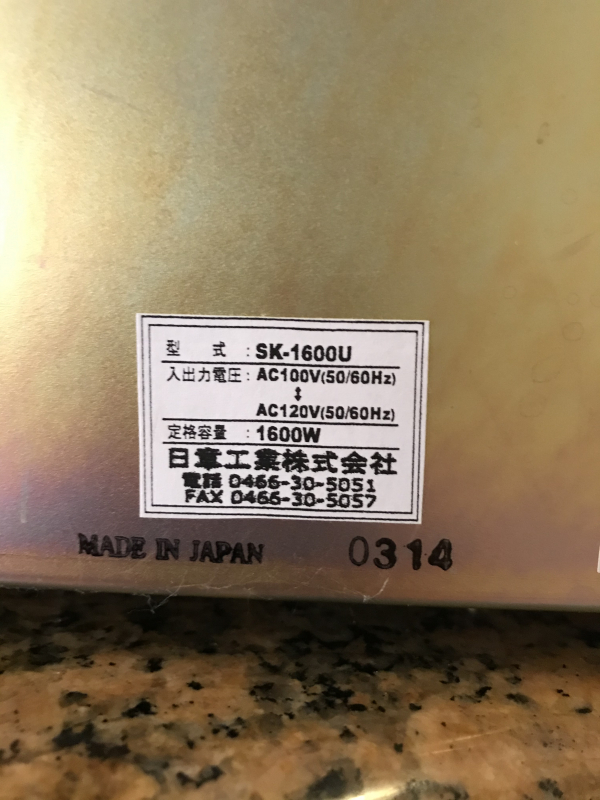 型 式 : SK-1600U
入出力電圧 : AC100V(50/60Hz)
↕
AC120V(50/60Hz)
定格容量 : 1600W
日章工業株式会社
電話 0466-30-5051
FAX 0466-30-5057
MADE IN JAPAN 0314